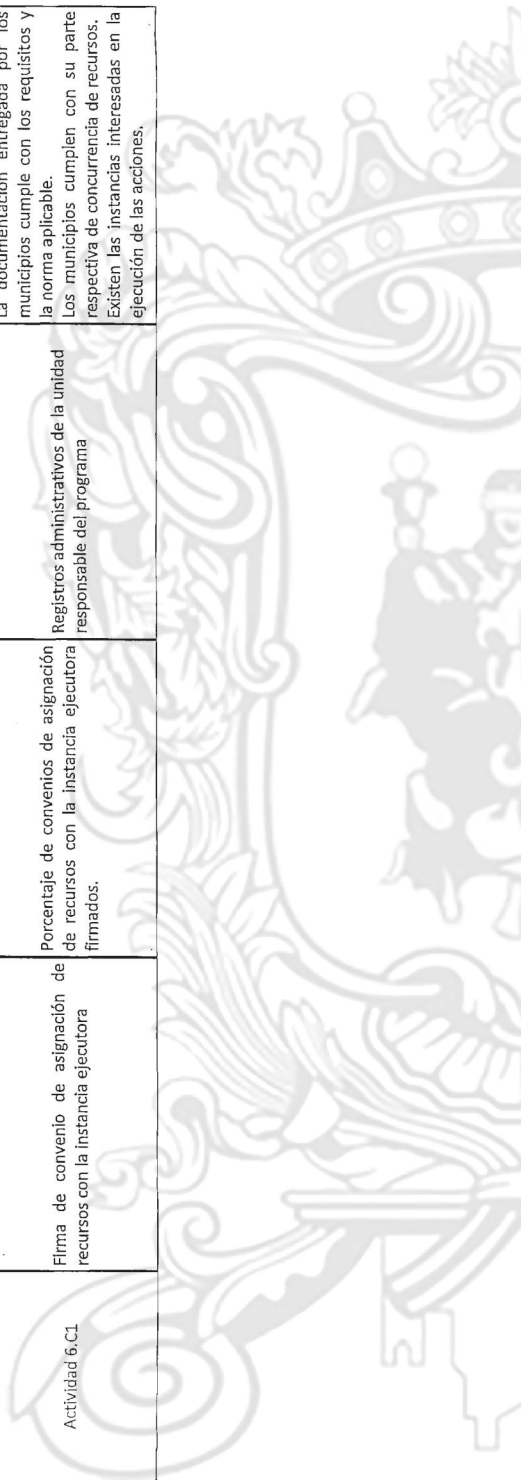 Actividad 6.C1
Firma de convenio de asignación de
recursos con la instancia ejecutora
Porcentaje de convenios de asignación
de recursos con la instancia ejecutora
firmados.
Registros administrativos de la unidad
responsable del programa
La documentación entregada por los
municipios cumple con los requisitos y
la norma aplicable.
Los municipios cumplen con su parte
respectiva de concurrencia de recursos.
Existen las instancias interesadas en la
ejecución de las acciones.